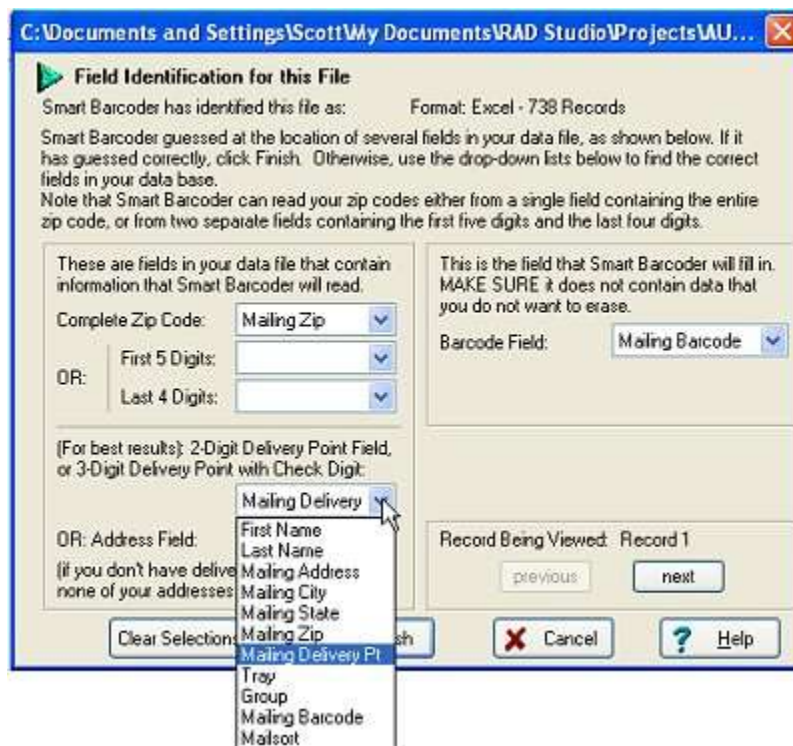 C:\Documents and Settings\Scott\My Documents\RAD Studio\Projects\AU...
Field Identification for this File
Smart Barcoder has identified this file as: Format: Excel - 738 Records
Smart Barcoder guessed at the location of several fields in your data file, as shown below. If it
has guessed correctly, click Finish. Otherwise, use the drop-down lists below to find the correct
fields in your data base.
Note that Smart Barcoder can read your zip codes either from a single field containing the entire
zip code, or from two separate fields containing the first five digits and the last four digits.
These are fields in your data file that contain
information that Smart Barcoder will read.
Complete Zip Code: Mailing Zip
OR:
First 5 Digits:
Last 4 Digits:
(For best results): 2-Digit Delivery Point Field,
or 3-Digit Delivery Point with Check Digit:
Mailing Delivery
OR: Address Field:
(if you don't have delive
none of your addresses
First Name
Last Name
Mailing Address
Mailing City
Mailing State
Mailing Zip
Mailing Delivery Pt
Tray
Group
Mailing Barcode
Mailsort
This is the field that Smart Barcoder will fill in.
MAKE SURE it does not contain data that
you do not want to erase.
Barcode Field: Mailing Barcode
Record Being Viewed: Record 1
previous next
Clear Selections sh Cancel ? Help